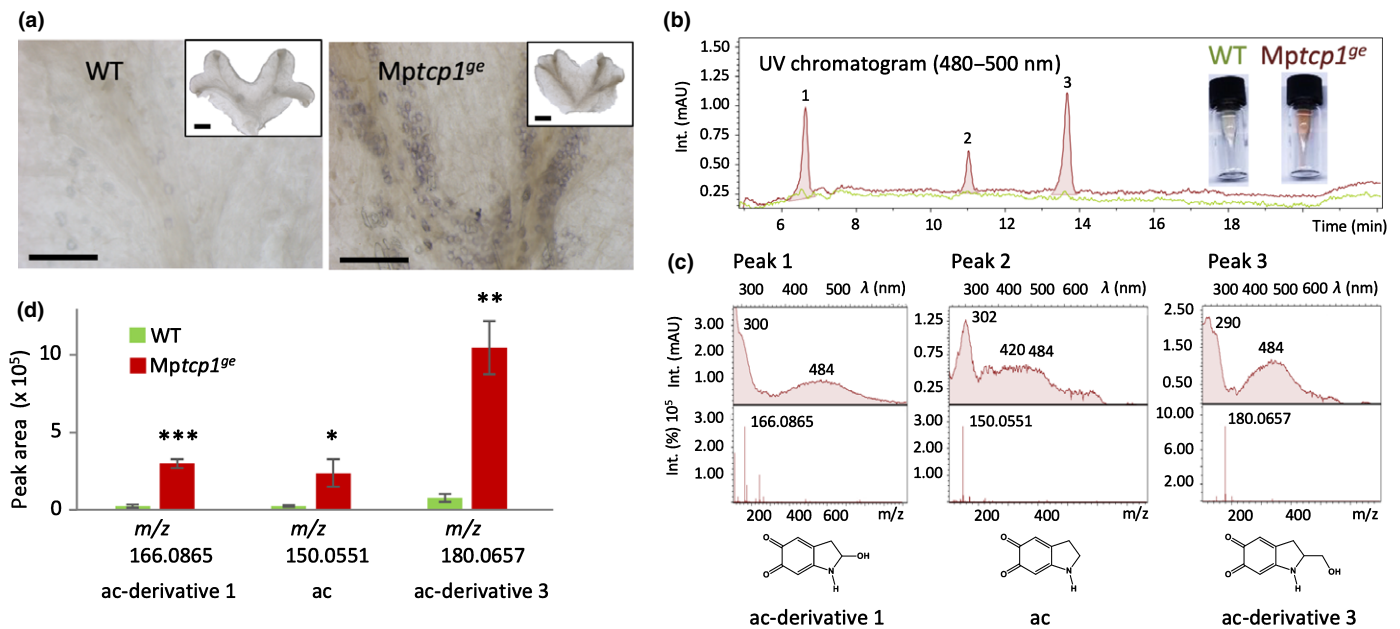 (a)
WT
Mptcp1ge
(b)
UV chromatogram (480–500 nm)
WT Mptcp1ge
Int. (mAU)
1.50
1.00
0.75
0.50
0.25
1
2
3
6 8 10 12 14 16 18 Time (min)
(c)
Peak 1
300 400 500 λ (nm)
Int. (mAU)
3.00
2.00
1.00
300
484
Int. (%) 105
3.00
2.00
1.00
166.0865
200 400 600 m/z
O
O
N
H
OH
ac-derivative 1
Peak 2
300 400 500 600 λ (nm)
1.25
0.75
0.25
302
420 484
3.00
2.00
1.00
150.0551
200 400 m/z
O
O
N
H
ac
Peak 3
300 400 500 600 λ (nm)
2.50
1.50
0.50
290
484
10.00
6.00
2.00
180.0657
200 400 m/z
O
O
N
H
OH
ac-derivative 3
(d)
WT
Mptcp1ge
Peak area (x 105)
10
5
0
***
*
**
m/z m/z m/z
166.0865 150.0551 180.0657
ac-derivative 1 ac ac-derivative 3